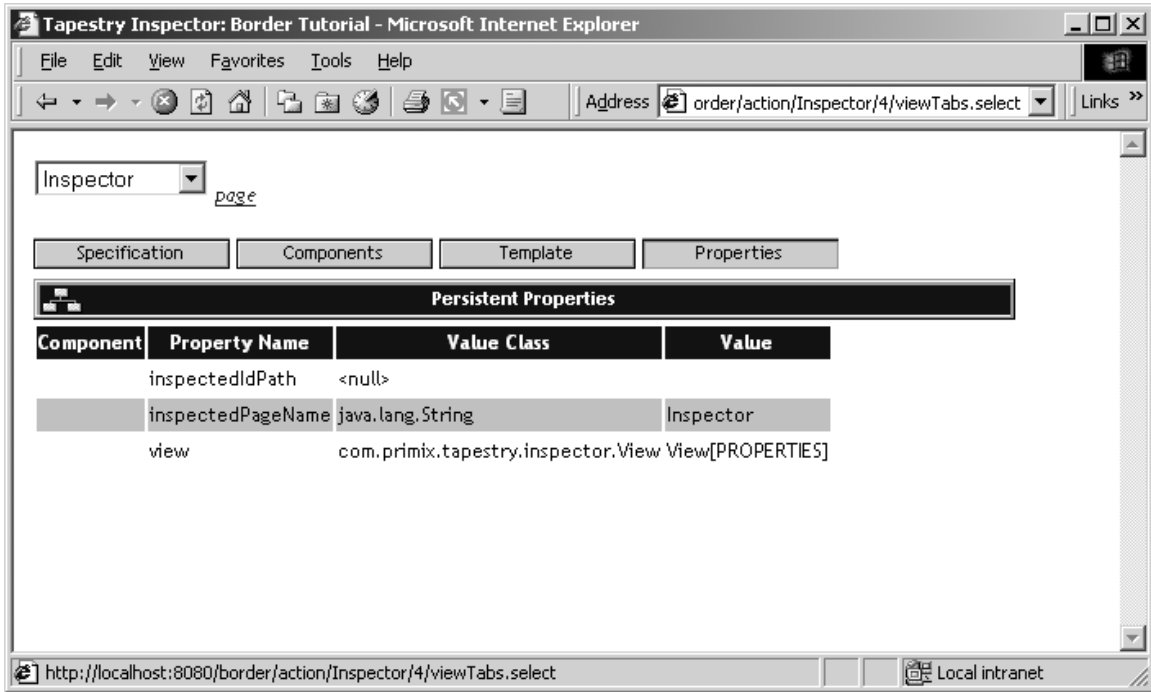 Tapestry Inspector: Border Tutorial - Microsoft Internet Explorer
File Edit View Favorites Tools Help
Address order/action/Inspector/4/viewTabs.select Links »
Inspector page
Specification Components Template Properties
Persistent Properties
Component Property Name Value Class Value
inspectedIdPath <null>
inspectedPageName java.lang.String Inspector
view com.primix.tapestry.inspector.View View[PROPERTIES]
http://localhost:8080/border/action/Inspector/4/viewTabs.select Local intranet